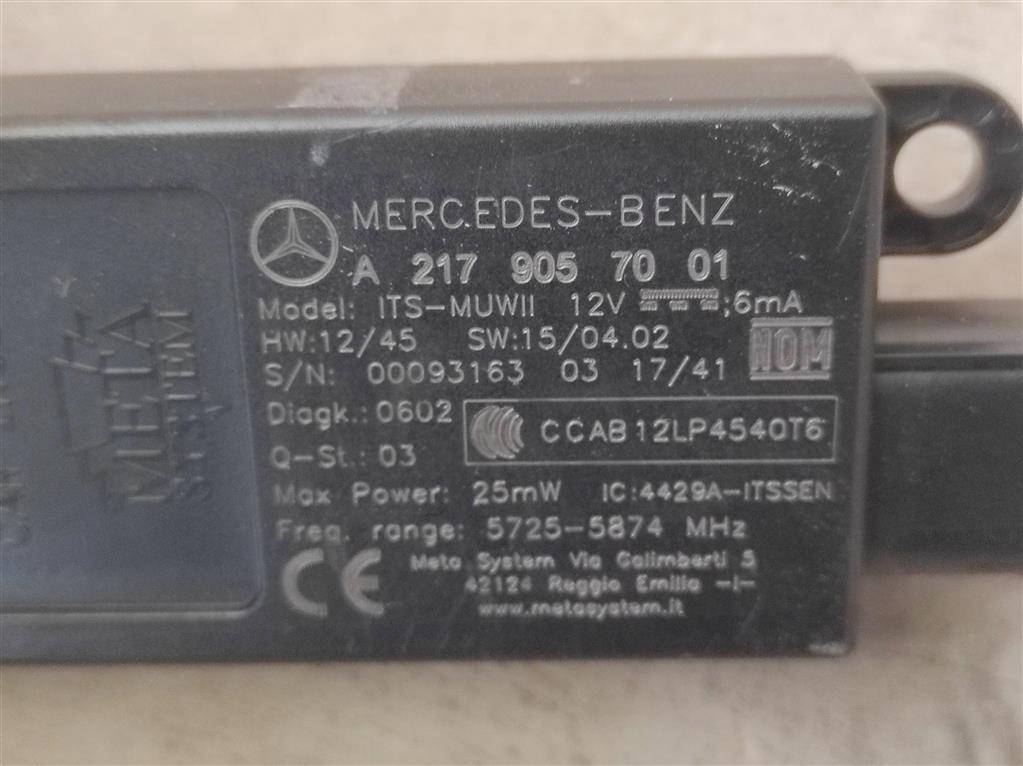 MERCEDES-BENZ
A 217 905 70 01
Model: ITS-MUWII 12V ;6mA
HW:12/45 SW:15/04.02
S/N: 00093163 03 17/41
NOM
Diagk.:0602
CCAB12LP4540T6
Q-St.: 03
Max Power: 25mW IC:4429A-ITSSEN
Freq. range: 5725-5874 MHz
CE
Meta System Via Galimberti 5
42124 Reggio Emilia -I-
www.metasystem.it
META
SYSTEM